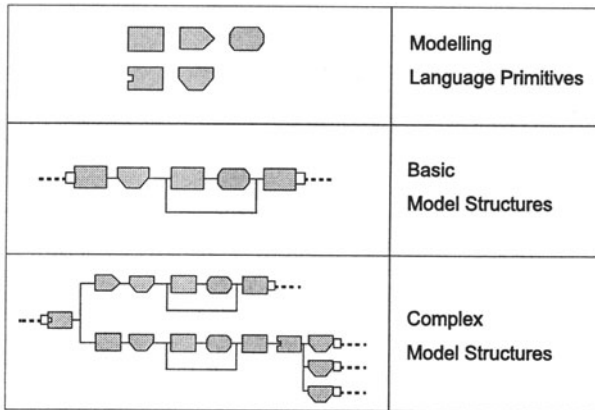 Modelling
Language Primitives
Basic
Model Structures
Complex
Model Structures